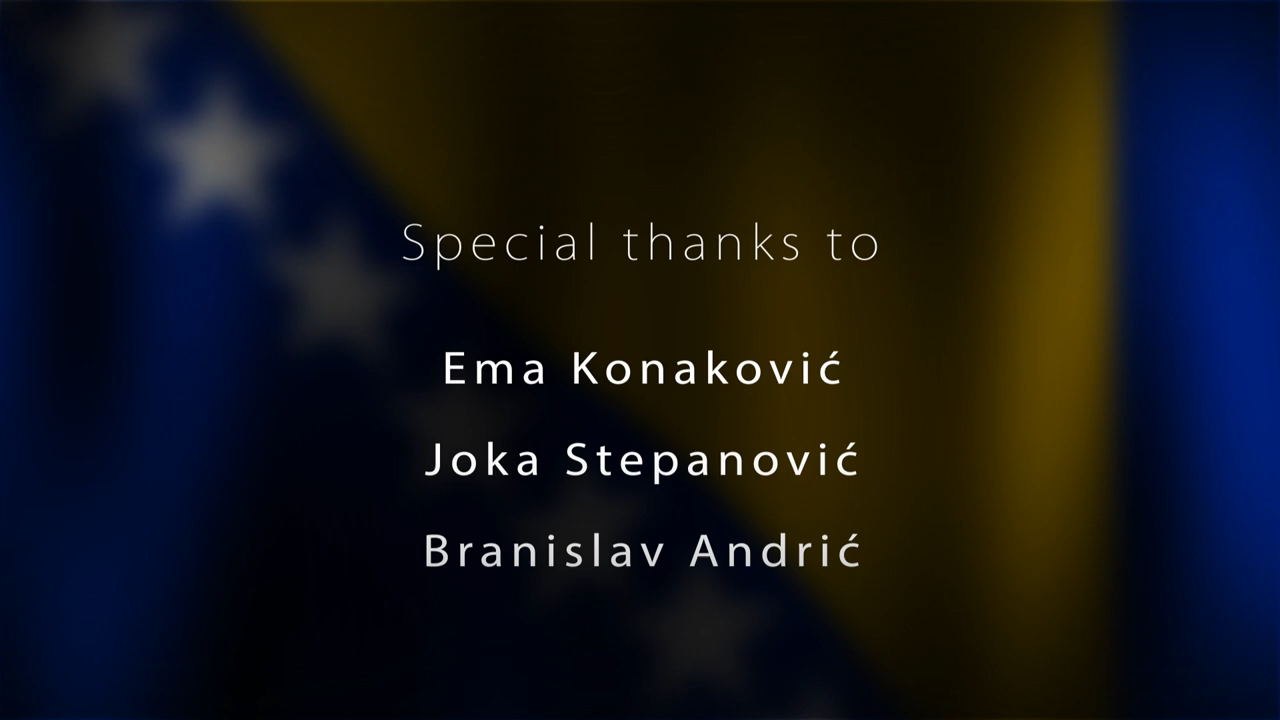 Special thanks to
Ema Konaković
Joka Stepanović
Branislav Andrić